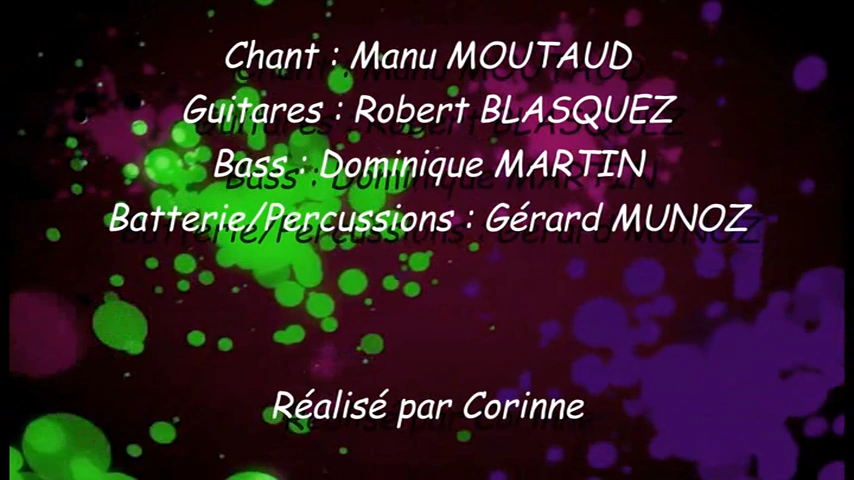 Chant : Manu MOUTAUD
Guitares : Robert BLASQUEZ
Bass : Dominique MARTIN
Batterie/Percussions : Gérard MUNOZ
Réalisé par Corinne